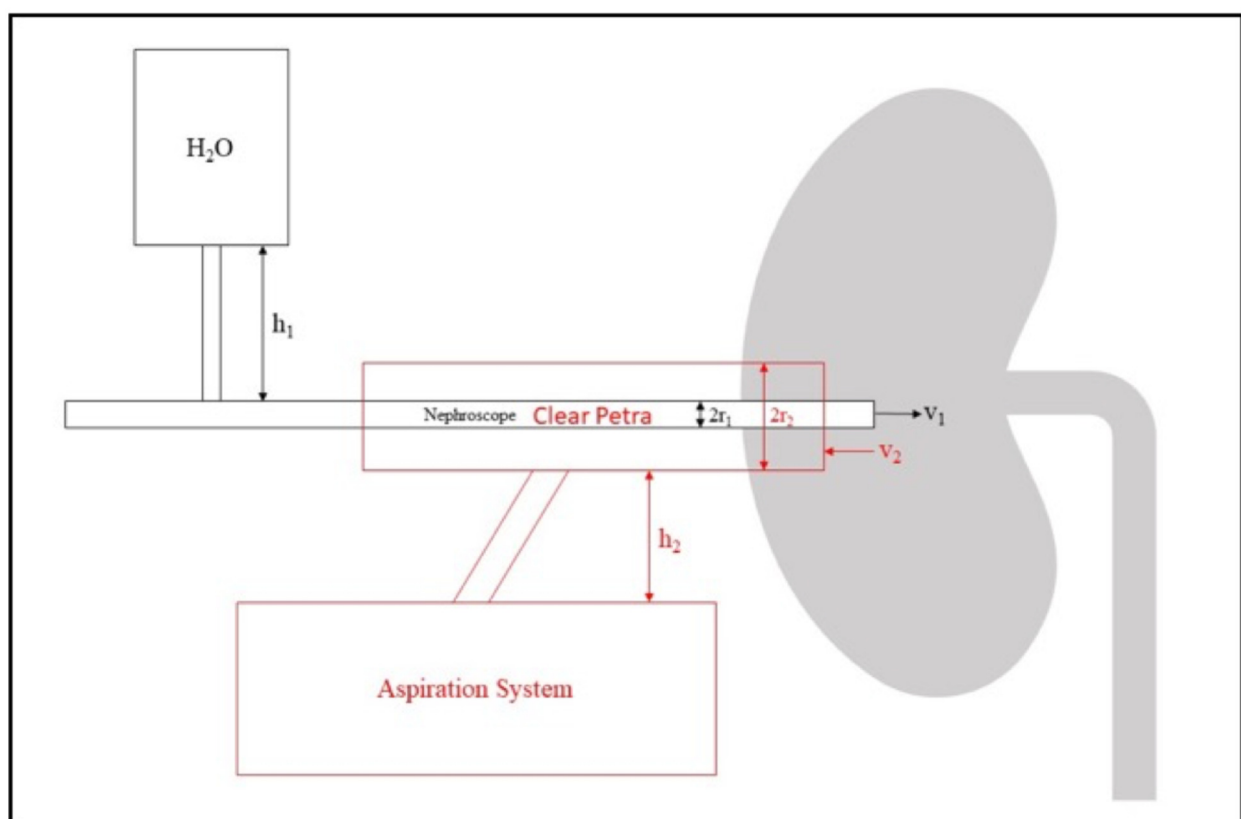 H₂O
h₁
Nephroscope Clear Petra 2r₁ 2r₂ v₁
v₂
h₂
Aspiration System